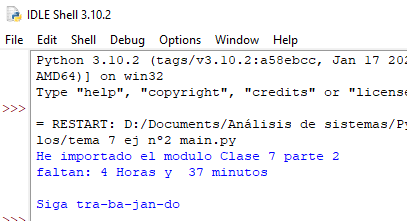 IDLE Shell 3.10.2
File Edit Shell Debug Options Window Help
Python 3.10.2 (tags/v3.10.2:a58ebcc, Jan 17 202
AMD64)] on win32
Type "help", "copyright", "credits" or "license
>>>
= RESTART: D:/Documents/Análisis de sistemas/Py
los/tema 7 ej n°2 main.py
He importado el modulo Clase 7 parte 2
faltan: 4 Horas y  37 minutos
Siga tra-ba-jan-do
>>>